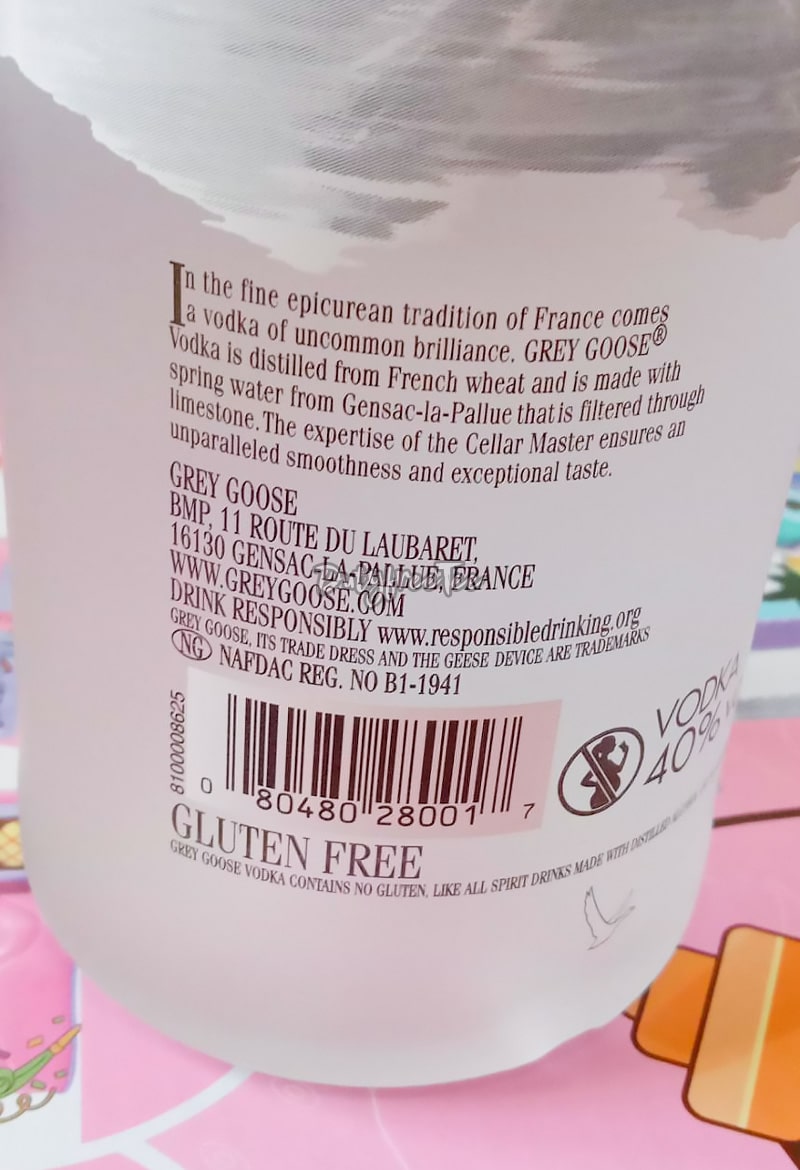 In the fine epicurean tradition of France comes
a vodka of uncommon brilliance. GREY GOOSE®
Vodka is distilled from French wheat and is made with
spring water from Gensac-la-Pallue that is filtered through
limestone. The expertise of the Cellar Master ensures an
unparalleled smoothness and exceptional taste.
GREY GOOSE
BMP, 11 ROUTE DU LAUBARET,
16130 GENSAC-LA-PALLUE, FRANCE
WWW.GREYGOOSE.COM
DRINK RESPONSIBLY www.responsibledrinking.org
GREY GOOSE, ITS TRADE DRESS AND THE GEESE DEVICE ARE TRADEMARKS
NG NAFDAC REG. NO B1-1941
8100008625
0 80480 28001 7
VODKA
40%
GLUTEN FREE
GREY GOOSE VODKA CONTAINS NO GLUTEN, LIKE ALL SPIRIT DRINKS MADE WITH DISTILLED